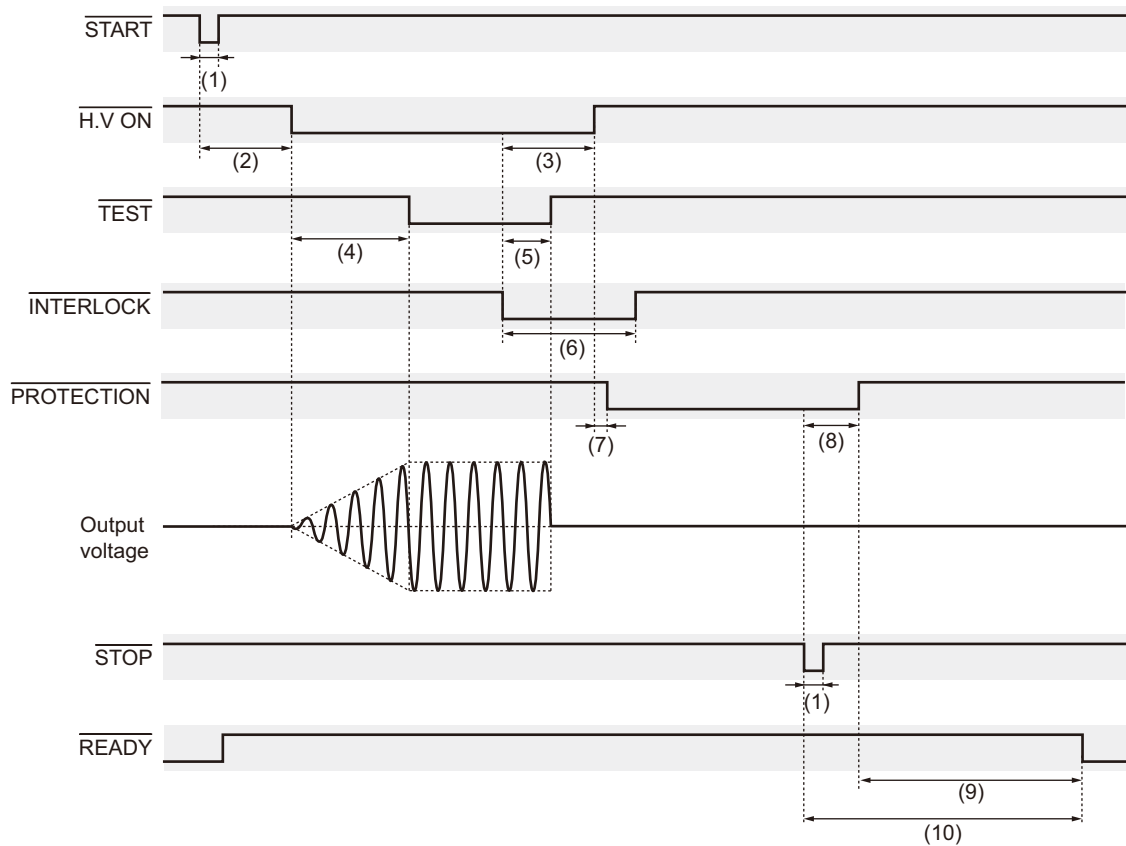 START
(1)
H.V ON
(2)
(3)
TEST
(4)
(5)
INTERLOCK
(6)
PROTECTION
(7)
(8)
Output
voltage
STOP
(1)
READY
(9)
(10)